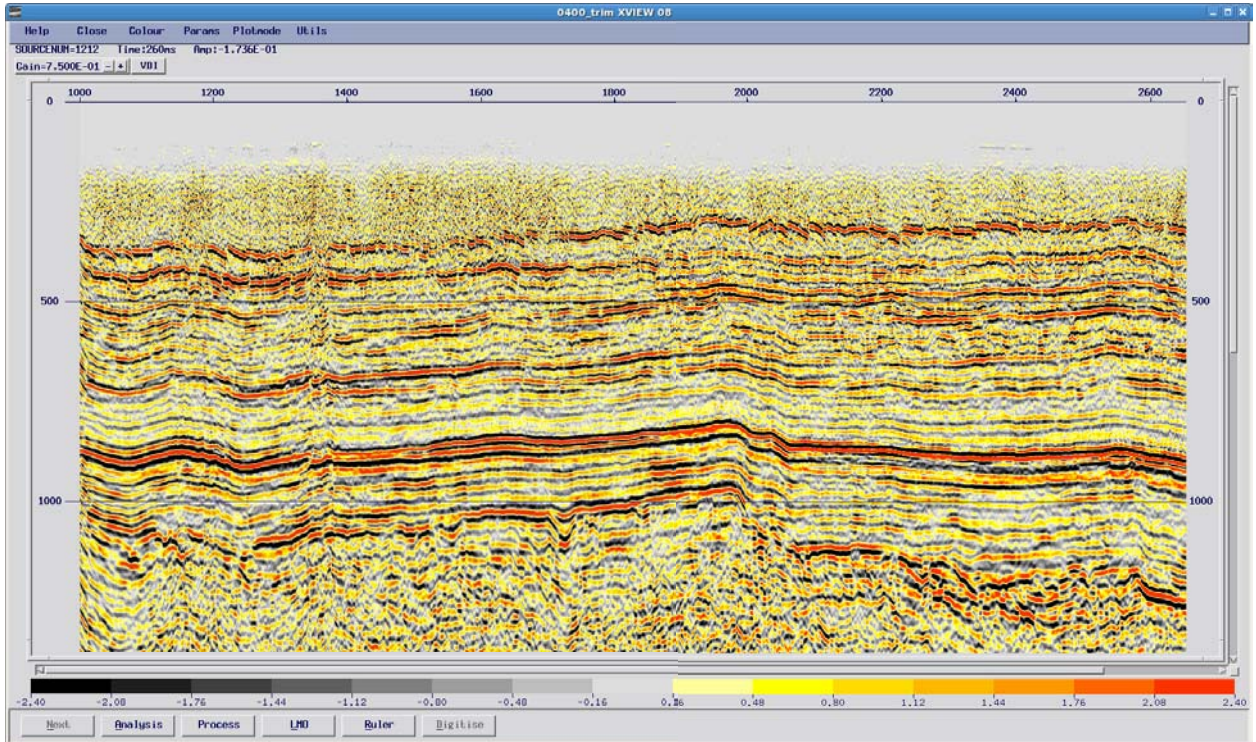 0400_trim XVIEW 08
Help Close Colour Params Plotmode Utils
SOURCENUM=1212 Time:260ms Amp:-1.736E-01
Gain=7.500E-01 - + VDI
1000 1200 1400 1600 1800 2000 2200 2400 2600
0 0
500 500
1000 1000
-2.40 -2.08 -1.76 -1.44 -1.12 -0.80 -0.48 -0.16 0.16 0.48 0.80 1.12 1.44 1.76 2.08 2.40
Next Analysis Process LMO Ruler Digitise